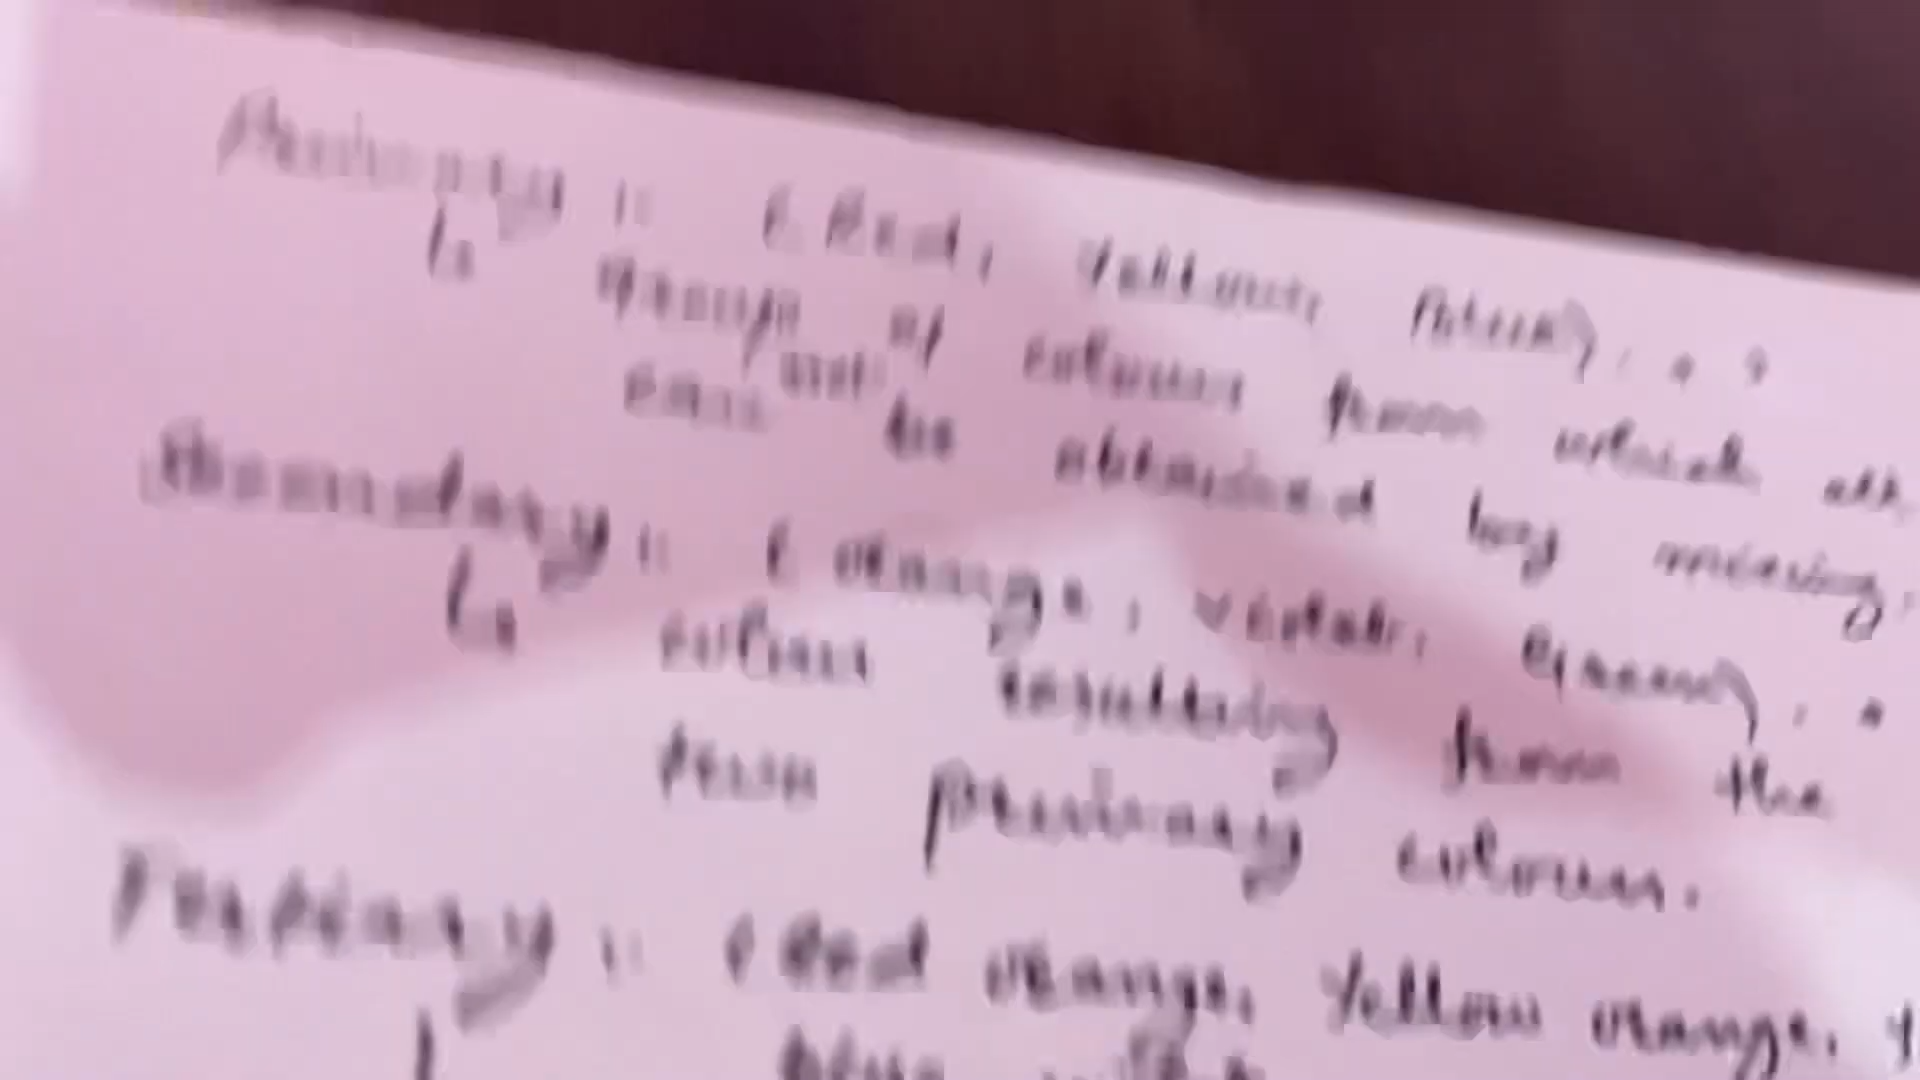 Primary :: ( Red, Yellow,
↳ group of colours from which all
can not be obtained by mixing.
Secondary :: ( Orange, violet, Green), 
↳ colour resulting from the
two primary colours.
Tertiary :: ( Red orange, Yellow orange,
blue